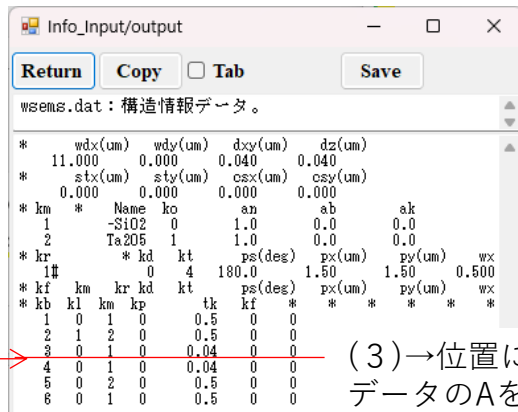 Info_Input/output
Return Copy Tab Save
wsems.dat：構造情報データ。
* wdx(um) wdy(um) dxy(um) dz(um)
11.000 0.000 0.040 0.040
* stx(um) sty(um) csx(um) csy(um)
0.000 0.000 0.000 0.000
* km * Name ko an ab ak
1 -SiO2 0 1.0 0.0 0.0
2 Ta2O5 1 1.0 0.0 0.0
* kr * kd kt ps(deg) px(um) py(um) wx
1# 0 4 180.0 1.50 1.50 0.500
* kf km kr kd kt ps(deg) px(um) py(um) wx
* kb kl km kp tk kf * * * * *
1 0 1 0 0.5 0 0
2 1 2 0 0.5 0 0
3 0 1 0 0.04 0 0
4 0 1 0 0.04 0 0
5 0 2 0 0.5 0 0
6 0 1 0 0.5 0 0
(３)→位置に
データのAを